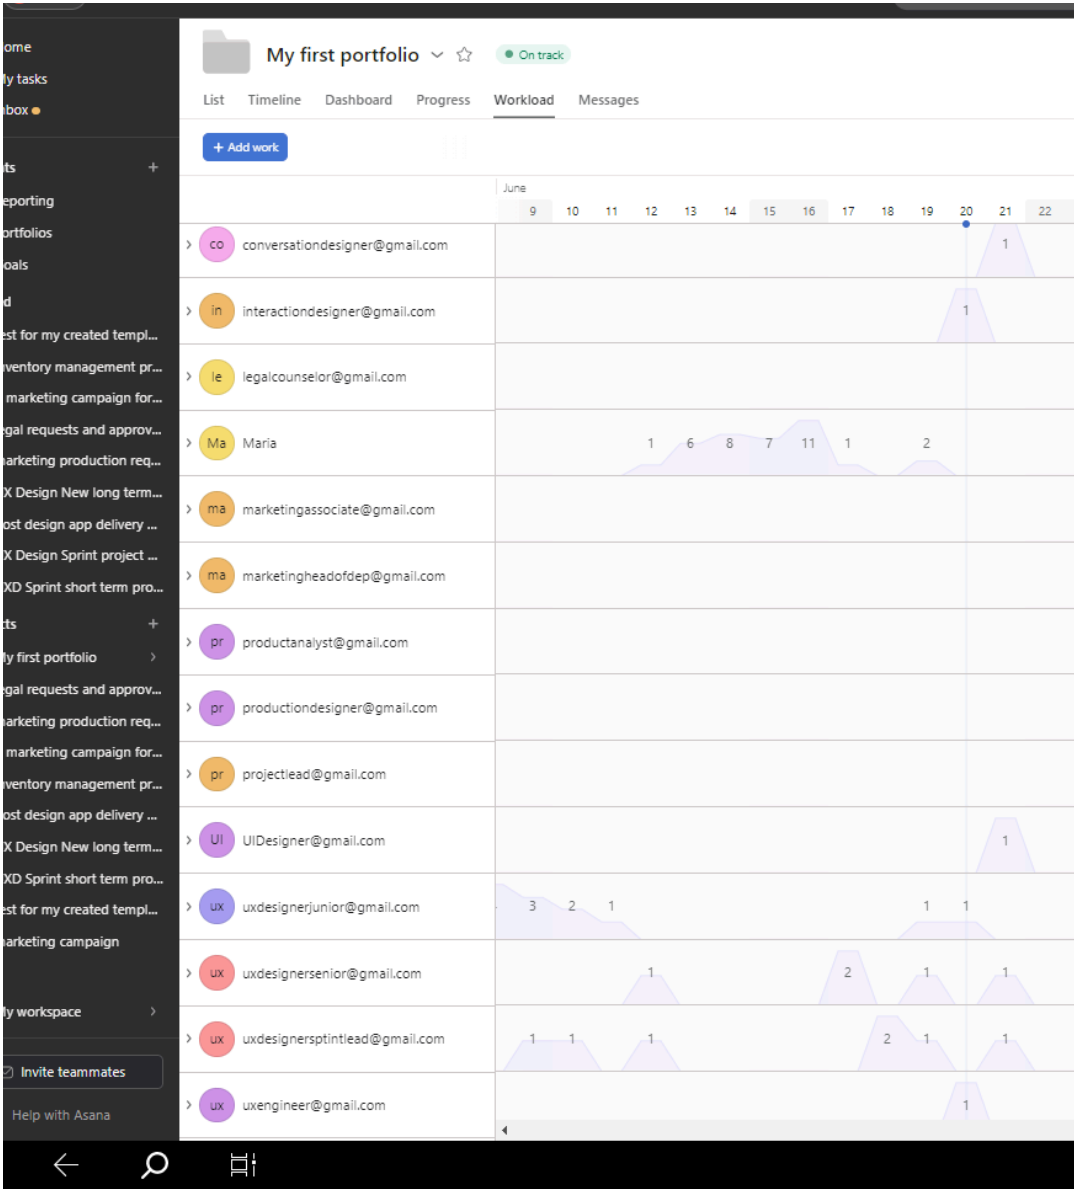 ome
ly tasks
nbox
ts +
eporting
ortfolios
oals
d
est for my created templ...
nventory management pr...
marketing campaign for...
egal requests and approv...
arketing production req...
X Design New long term...
ost design app delivery ...
X Design Sprint project ...
XD Sprint short term pro...
cts +
ly first portfolio
egal requests and approv...
arketing production req...
marketing campaign for...
nventory management pr...
ost design app delivery ...
X Design New long term...
XD Sprint short term pro...
est for my created templ...
arketing campaign
ly workspace
Invite teammates
Help with Asana
My first portfolio On track
List Timeline Dashboard Progress Workload Messages
+ Add work
June
9 10 11 12 13 14 15 16 17 18 19 20 21 22
co conversationdesigner@gmail.com 1
in interactiondesigner@gmail.com 1
le legalcounselor@gmail.com
Ma Maria 1 6 8 7 11 1 2
ma marketingassociate@gmail.com
ma marketingheadofdep@gmail.com
pr productanalyst@gmail.com
pr productiondesigner@gmail.com
pr projectlead@gmail.com
UI UIDesigner@gmail.com 1
ux uxdesignerjunior@gmail.com 3 2 1 1 1
ux uxdesignersenior@gmail.com 1 2 1 1
ux uxdesignersptintlead@gmail.com 1 1 1 2 1 1
ux uxengineer@gmail.com 1